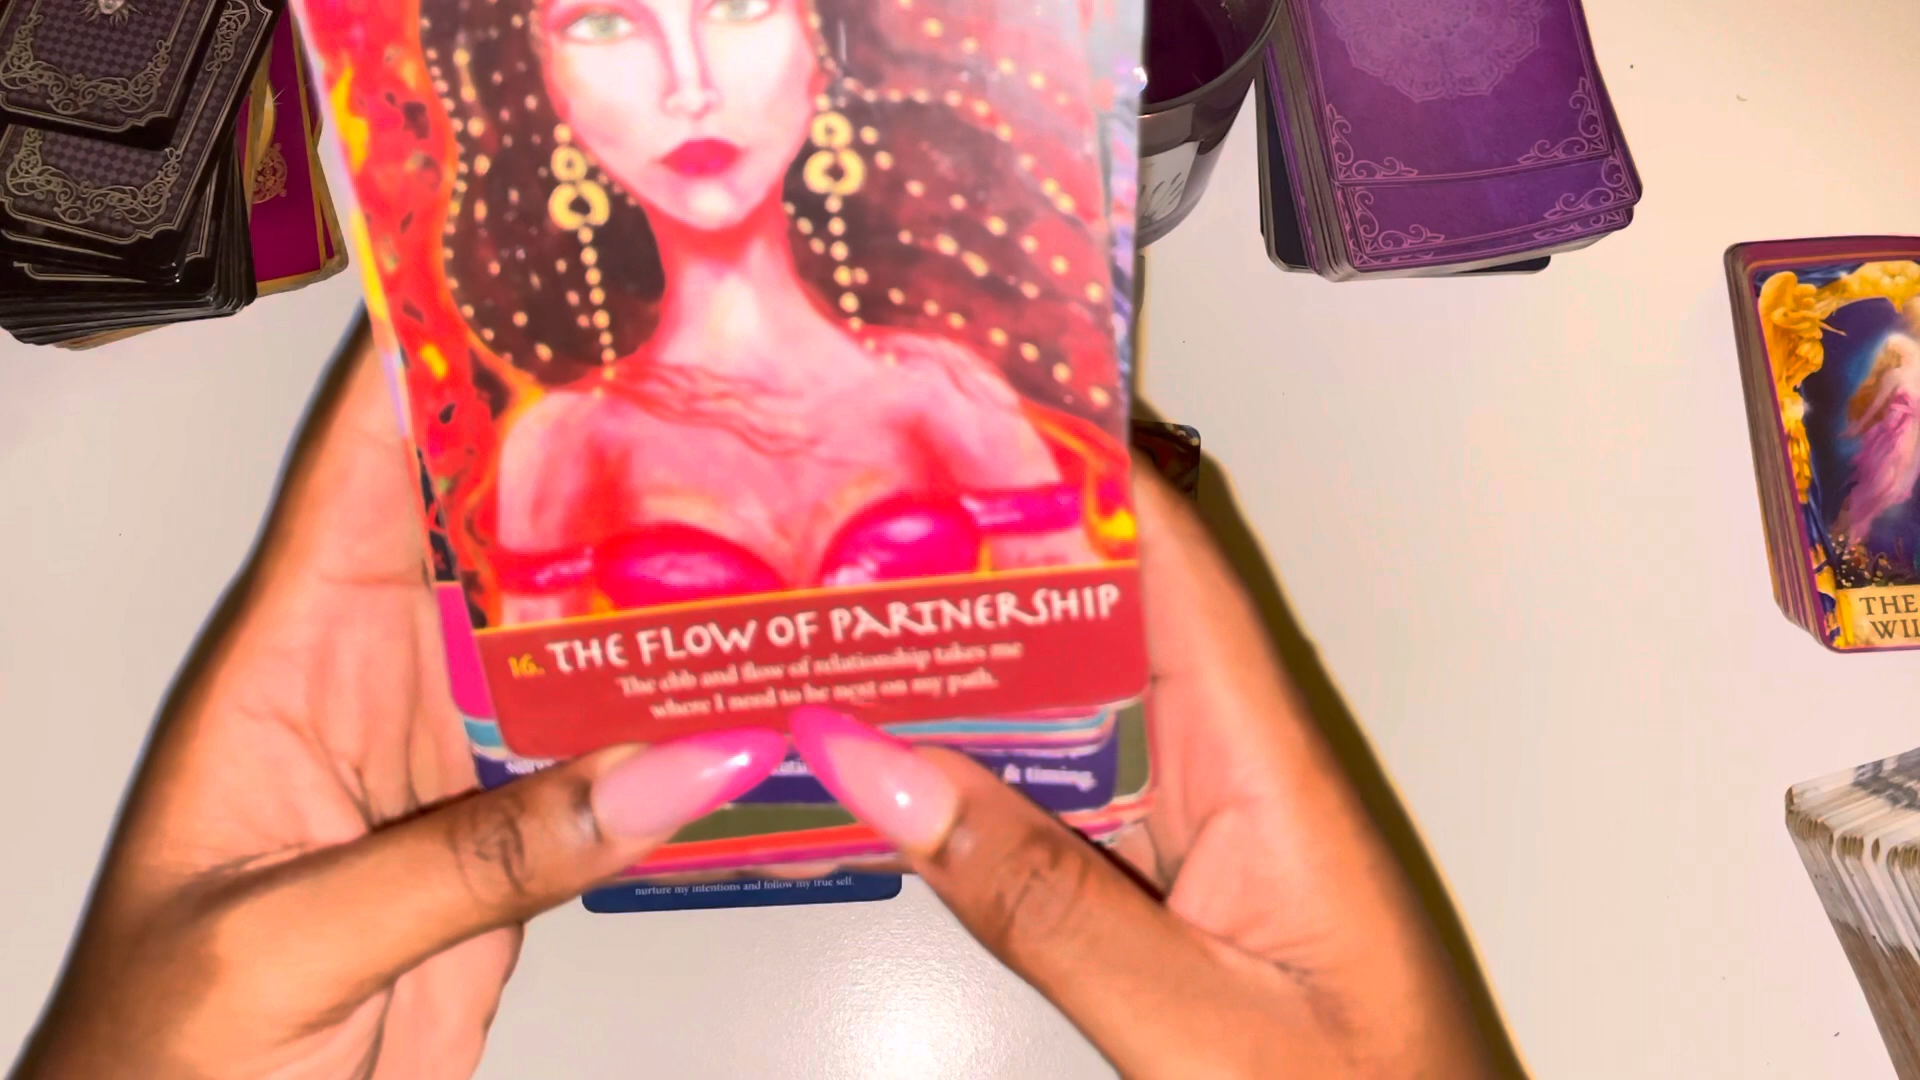 16. THE FLOW OF PARTNERSHIP
The ebb and flow of relationship takes me
where I need to be next on my path.
& timing.
nurture my intentions and follow my true self.
THE
WI